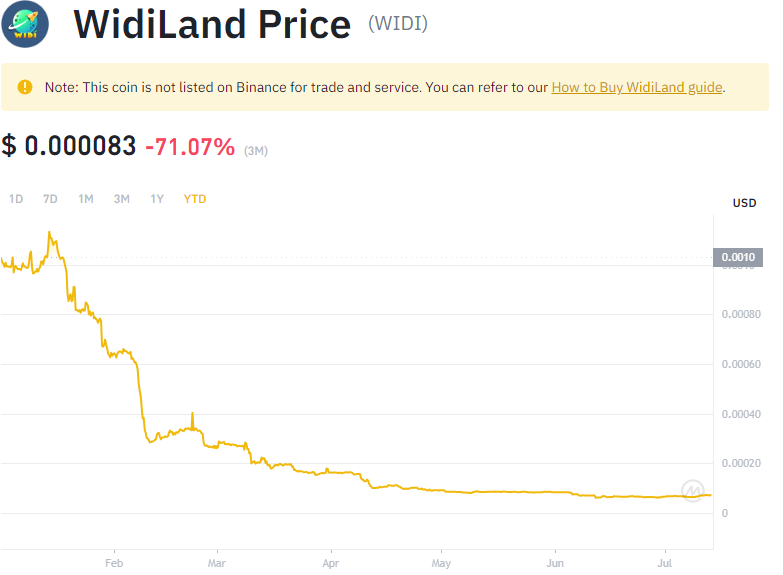 WiDi
WidiLand Price (WIDI)
Note: This coin is not listed on Binance for trade and service. You can refer to our How to Buy WidiLand guide.
$ 0.000083 -71.07% (3M)
1D 7D 1M 3M 1Y YTD
USD
0.0010
0.0010
0.00080
0.00060
0.00040
0.00020
0
Feb Mar Apr May Jun Jul